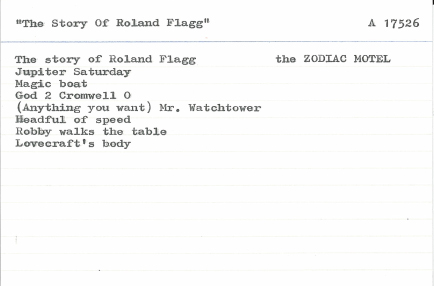 "The Story Of Roland Flagg" A 17526
The story of Roland Flagg the ZODIAC MOTEL
Jupiter Saturday
Magic boat
God 2 Cromwell 0
(Anything you want) Mr. Watchtower
Headful of speed
Robby walks the table
Lovecraft's body